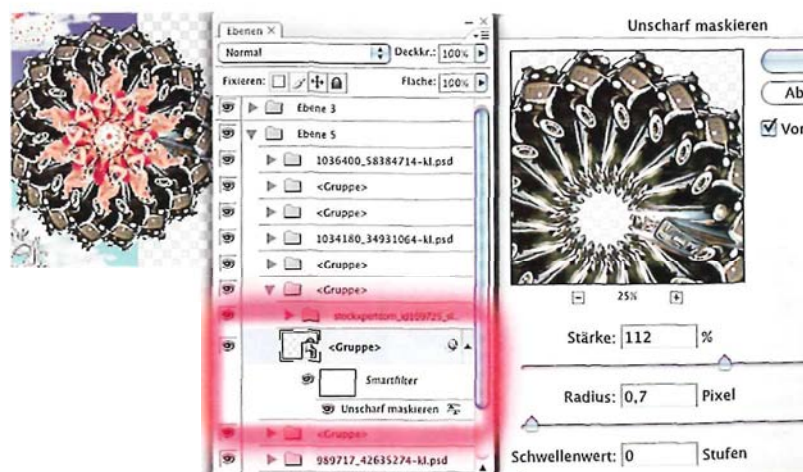 Ebenen ×
Normal
Deckkr.: 100%
Fixieren:
Fläche: 100%
Ebene 3
Ebene 5
1036400_58384714-kl.psd
<Gruppe>
<Gruppe>
1034180_34931064-kl.psd
<Gruppe>
<Gruppe>
<Gruppe>
Smartfilter
Unscharf maskieren
<Gruppe>
989717_42635274-kl.psd
Unscharf maskieren
Ab
Vor
25%
Stärke: 112 %
Radius: 0,7 Pixel
Schwellenwert: 0 Stufen